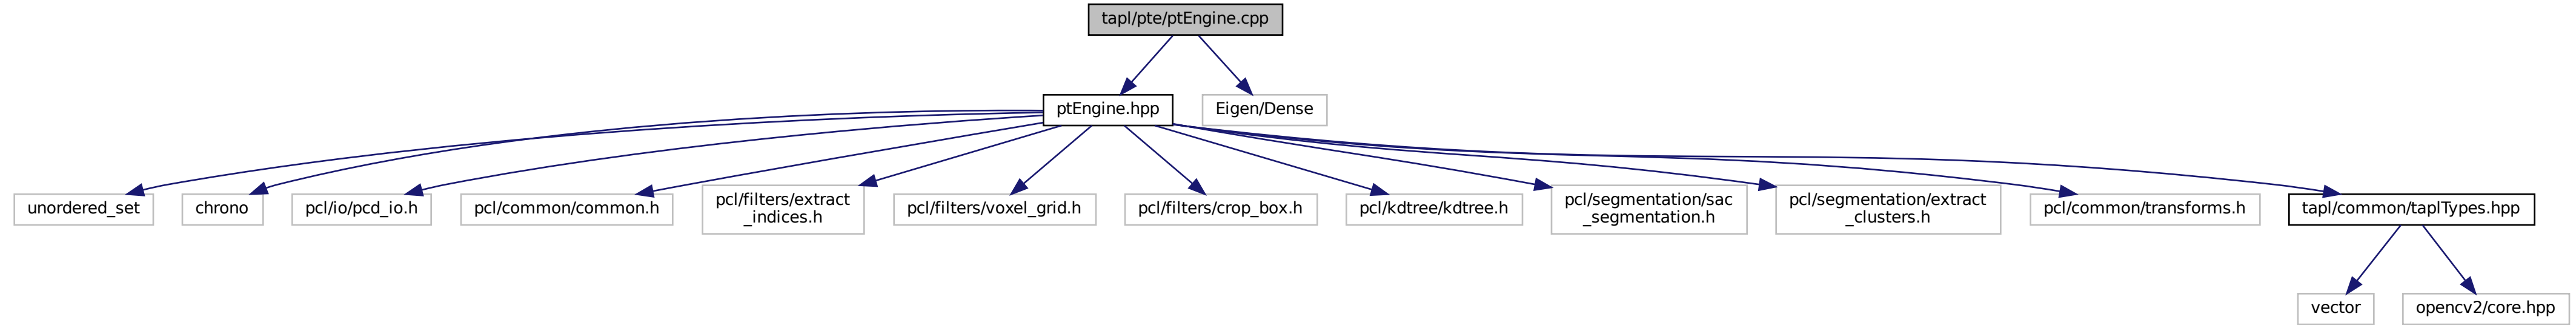 tapl/pte/ptEngine.cpp
ptEngine.hpp
Eigen/Dense
unordered_set
chrono
pcl/io/pcd_io.h
pcl/common/common.h
pcl/filters/extract
_indices.h
pcl/filters/voxel_grid.h
pcl/filters/crop_box.h
pcl/kdtree/kdtree.h
pcl/segmentation/sac
_segmentation.h
pcl/segmentation/extract
_clusters.h
pcl/common/transforms.h
tapl/common/taplTypes.hpp
vector
opencv2/core.hpp